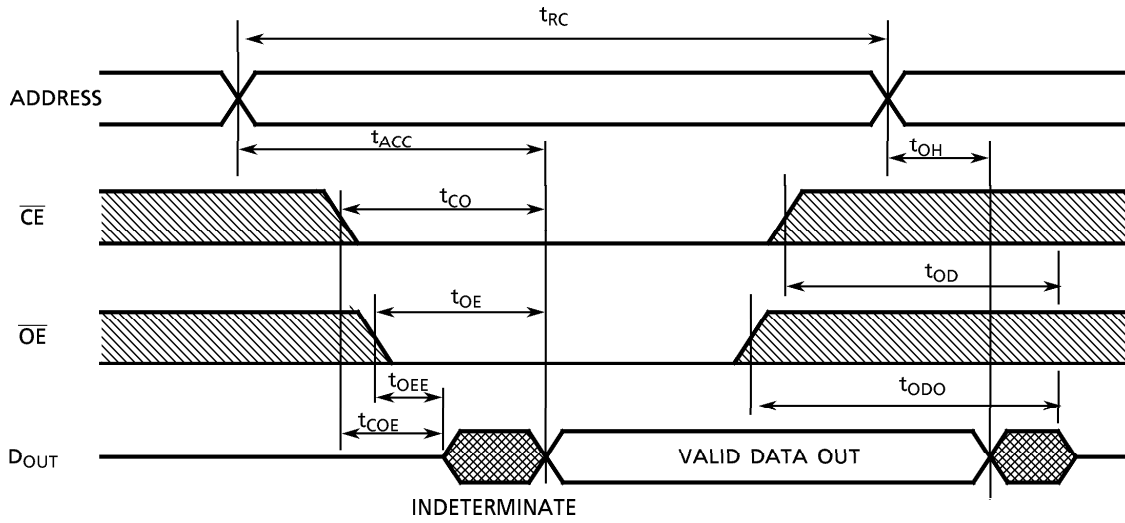 tRC
ADDRESS
tACC
tOH
CE
tCO
tOD
OE
tOE
tOEE
tODO
tCOE
DOUT
VALID DATA OUT
INDETERMINATE